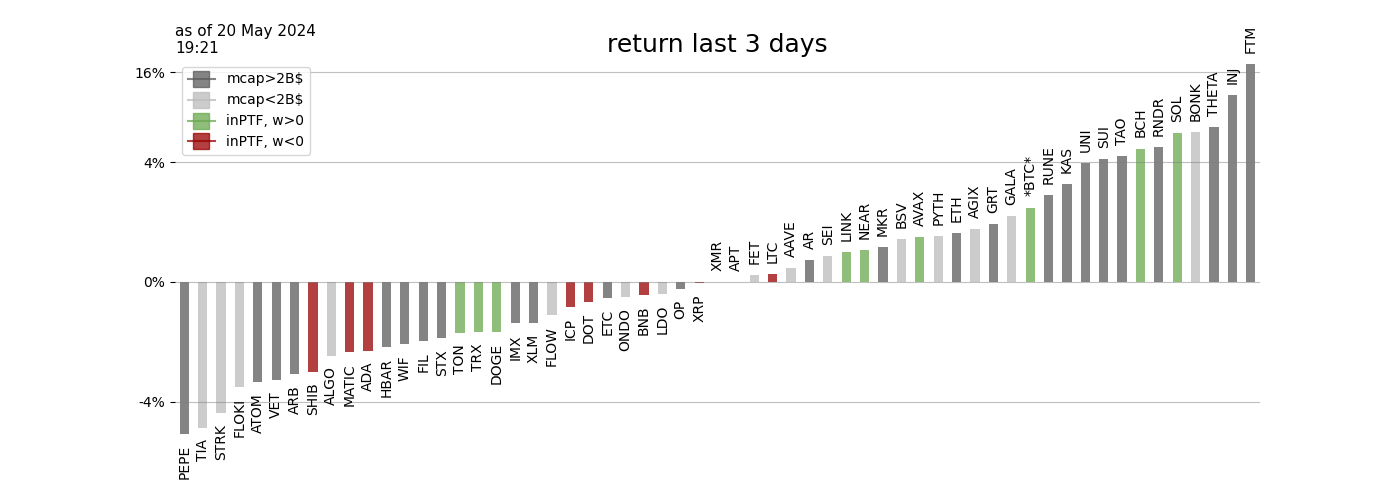 as of 20 May 2024
19:21
return last 3 days
mcap>2B$
mcap<2B$
inPTF, w>0
inPTF, w<0
16%
4%
0%
-4%
PEPE
TIA
STRK
FLOKI
ATOM
VET
ARB
SHIB
ALGO
MATIC
ADA
HBAR
WIF
FIL
STX
TON
TRX
DOGE
IMX
XLM
FLOW
ICP
DOT
ETC
ONDO
BNB
LDO
OP
XRP
XMR
APT
FET
LTC
AAVE
AR
SEI
LINK
NEAR
MKR
BSV
AVAX
PYTH
ETH
AGIX
GRT
GALA
*BTC*
RUNE
KAS
UNI
SUI
TAO
BCH
RNDR
SOL
BONK
THETA
INJ
FTM